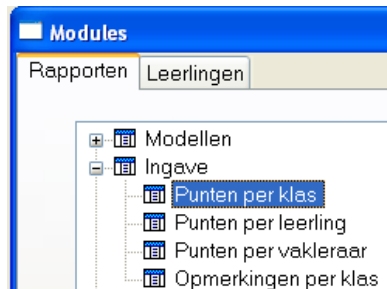 Modules
Rapporten Leerlingen
Modellen
Ingave
Punten per klas
Punten per leerling
Punten per vakleraar
Opmerkingen per klas